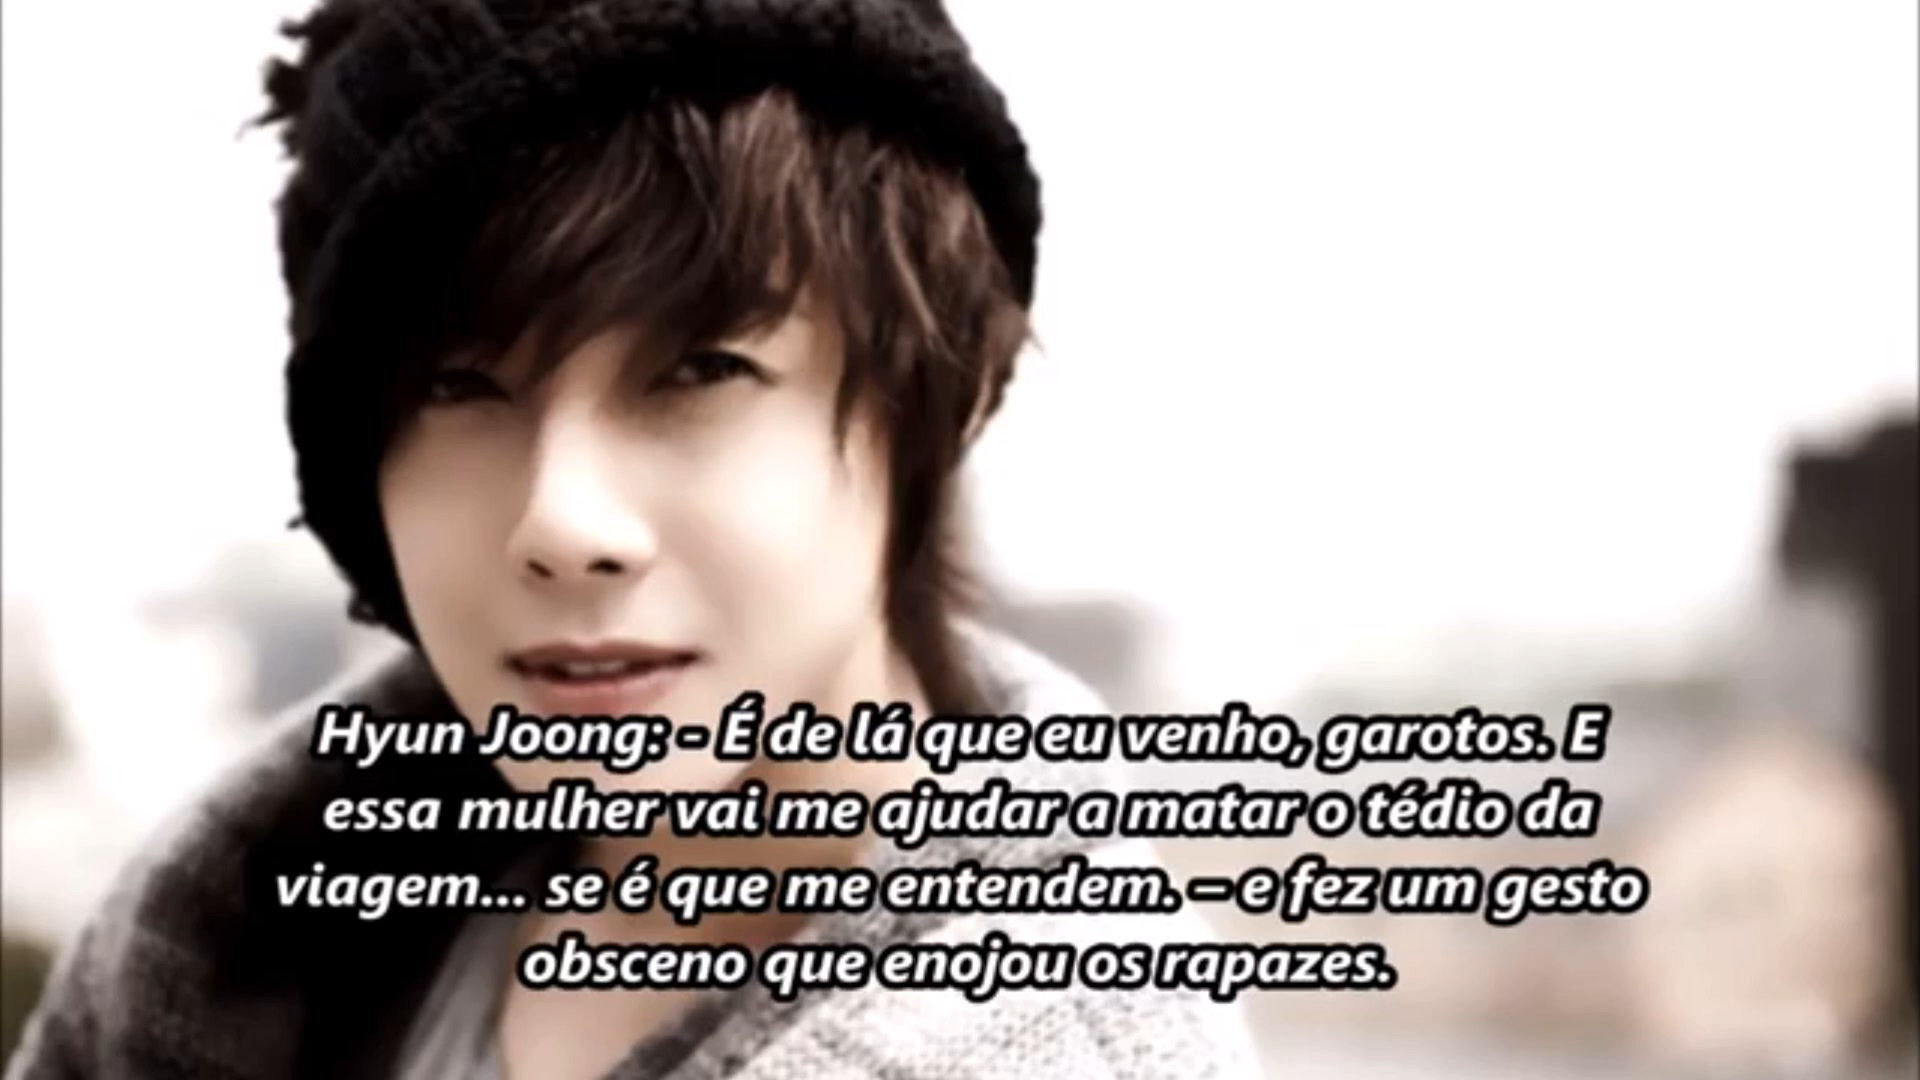 Hyun Joong: - É de lá que eu venho, garotos. E
essa mulher vai me ajudar a matar o tédio da
viagem... se é que me entendem. – e fez um gesto
obsceno que enojou os rapazes.